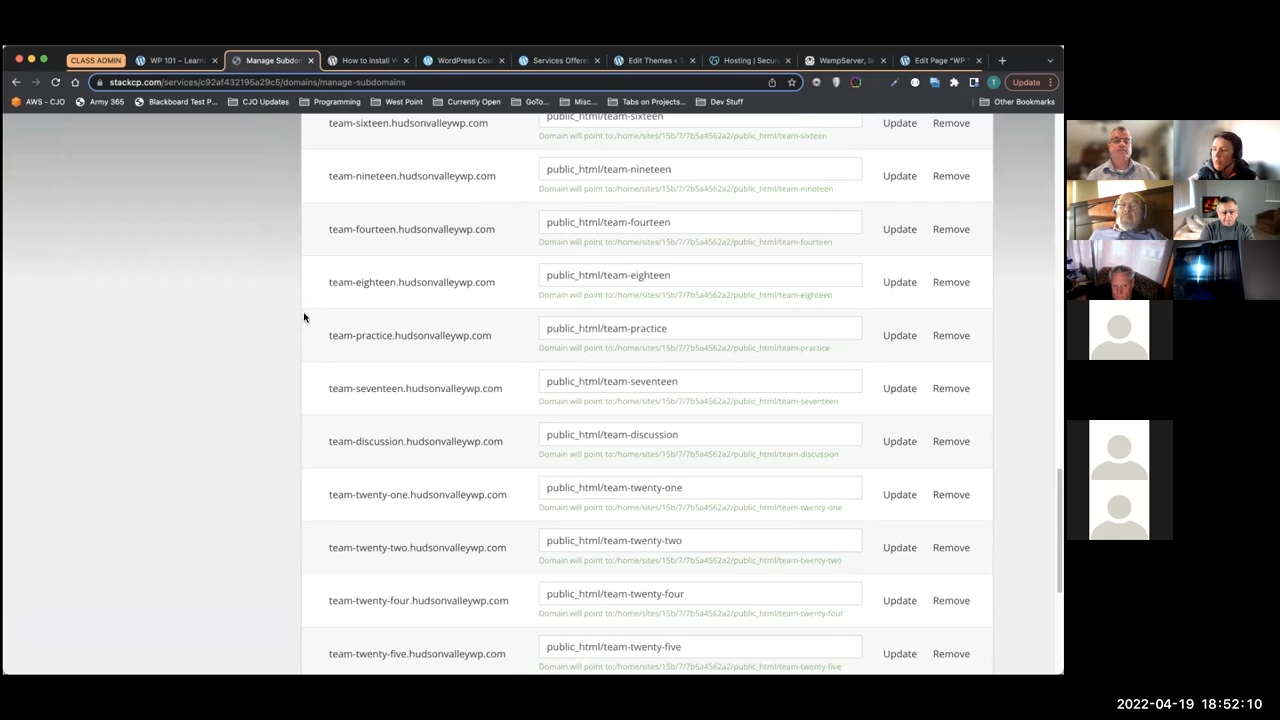 CLASS ADMIN
WP 101 – Learni
Manage Subdom
How to install W
WordPress Cou
Services Offere
Edit Themes ‹ T
Hosting | Secur
WampServer, la
Edit Page "WP
stackcp.com/services/c92af432195a29c5/domains/manage-subdomains
T
Update
AWS - CJO
Army 365
Blackboard Test P...
CJO Updates
Programming
West Point
Currently Open
GoTo...
Misc...
Tabs on Projects...
Dev Stuff
Other Bookmarks
team-sixteen.hudsonvalleywp.com public_html/team-sixteen Update Remove
Domain will point to:/home/sites/15b/7/7b5a4562a2/public_html/team-sixteen
team-nineteen.hudsonvalleywp.com public_html/team-nineteen Update Remove
Domain will point to:/home/sites/15b/7/7b5a4562a2/public_html/team-nineteen
team-fourteen.hudsonvalleywp.com public_html/team-fourteen Update Remove
Domain will point to:/home/sites/15b/7/7b5a4562a2/public_html/team-fourteen
team-eighteen.hudsonvalleywp.com public_html/team-eighteen Update Remove
Domain will point to:/home/sites/15b/7/7b5a4562a2/public_html/team-eighteen
team-practice.hudsonvalleywp.com public_html/team-practice Update Remove
Domain will point to:/home/sites/15b/7/7b5a4562a2/public_html/team-practice
team-seventeen.hudsonvalleywp.com public_html/team-seventeen Update Remove
Domain will point to:/home/sites/15b/7/7b5a4562a2/public_html/team-seventeen
team-discussion.hudsonvalleywp.com public_html/team-discussion Update Remove
Domain will point to:/home/sites/15b/7/7b5a4562a2/public_html/team-discussion
team-twenty-one.hudsonvalleywp.com public_html/team-twenty-one Update Remove
Domain will point to:/home/sites/15b/7/7b5a4562a2/public_html/team-twenty-one
team-twenty-two.hudsonvalleywp.com public_html/team-twenty-two Update Remove
Domain will point to:/home/sites/15b/7/7b5a4562a2/public_html/team-twenty-two
team-twenty-four.hudsonvalleywp.com public_html/team-twenty-four Update Remove
Domain will point to:/home/sites/15b/7/7b5a4562a2/public_html/team-twenty-four
team-twenty-five.hudsonvalleywp.com public_html/team-twenty-five Update Remove
Domain will point to:/home/sites/15b/7/7b5a4562a2/public_html/team-twenty-five
2022-04-19 18:52:10